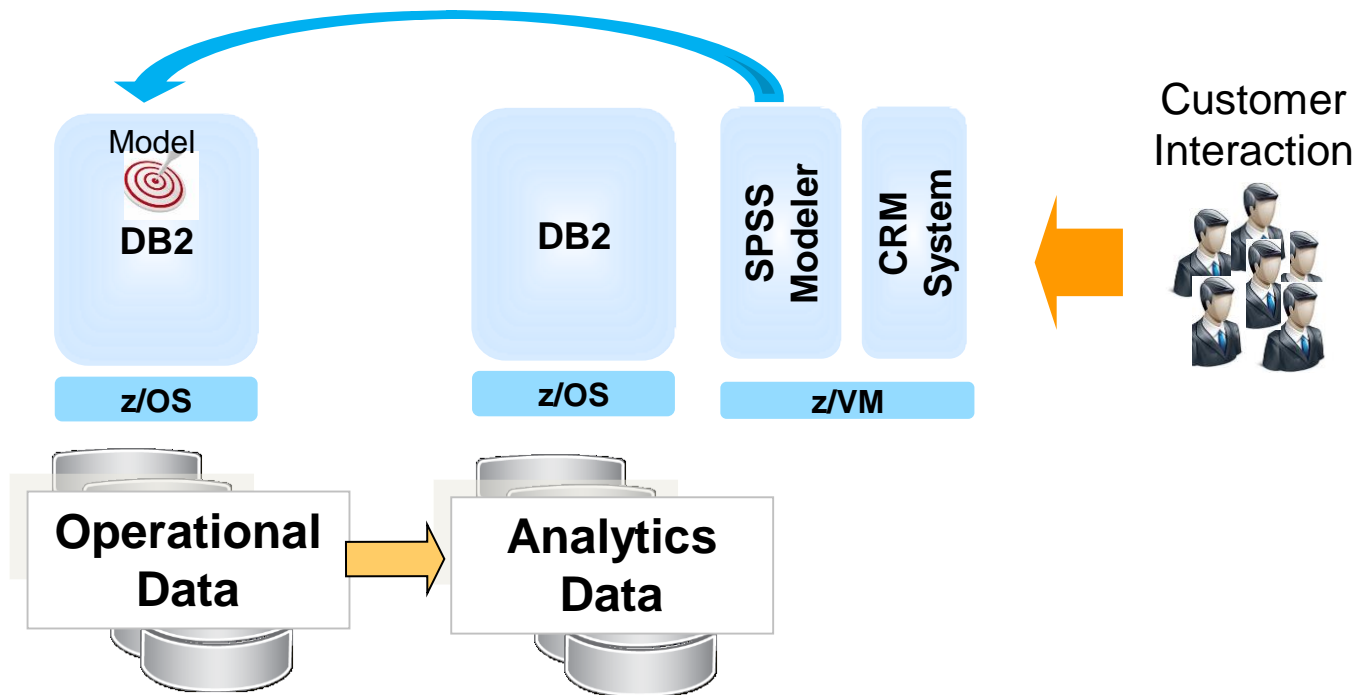 Model
DB2
z/OS
Operational
Data
DB2
z/OS
Analytics
Data
SPSS
Modeler
CRM
System
z/VM
Customer
Interaction